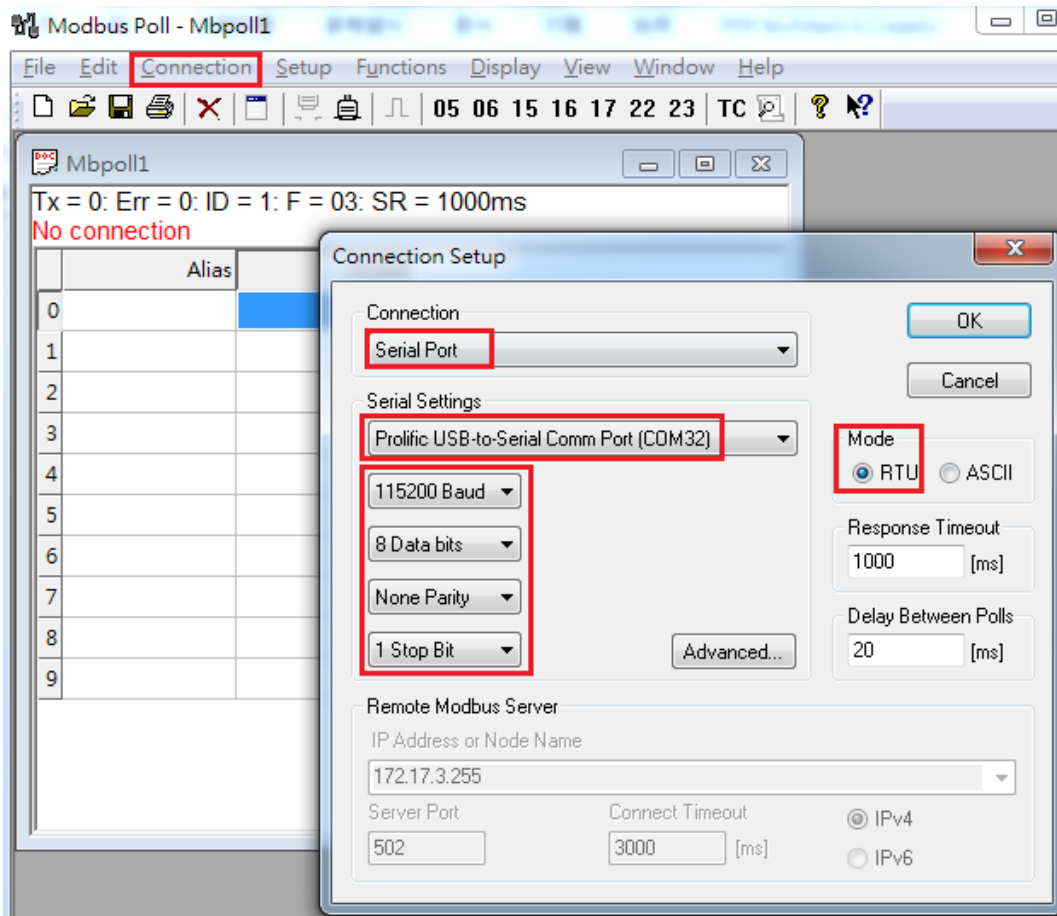 Modbus Poll - Mbpoll1
File Edit Connection Setup Functions Display View Window Help
05 06 15 16 17 22 23 TC
Mbpoll1
Tx = 0: Err = 0: ID = 1: F = 03: SR = 1000ms
No connection
Alias
0
1
2
3
4
5
6
7
8
9
Connection Setup
Connection
Serial Port
OK
Cancel
Serial Settings
Prolific USB-to-Serial Comm Port (COM32)
115200 Baud
8 Data bits
None Parity
1 Stop Bit
Advanced...
Mode
RTU ASCII
Response Timeout
1000 [ms]
Delay Between Polls
20 [ms]
Remote Modbus Server
IP Address or Node Name
172.17.3.255
Server Port Connect Timeout
502 3000 [ms]
IPv4
IPv6